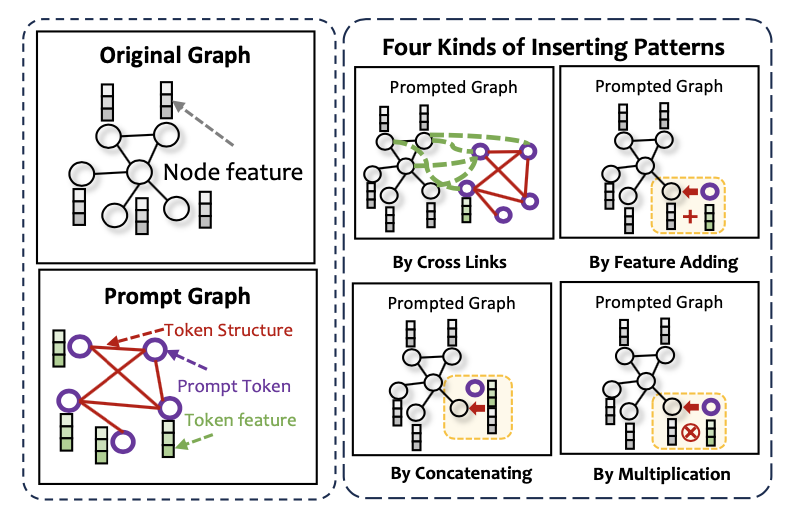 Original Graph
Node feature
Prompt Graph
Token Structure
Prompt Token
Token feature
Four Kinds of Inserting Patterns
Prompted Graph
By Cross Links
Prompted Graph
+
By Feature Adding
Prompted Graph
By Concatenating
Prompted Graph
⊗
By Multiplication